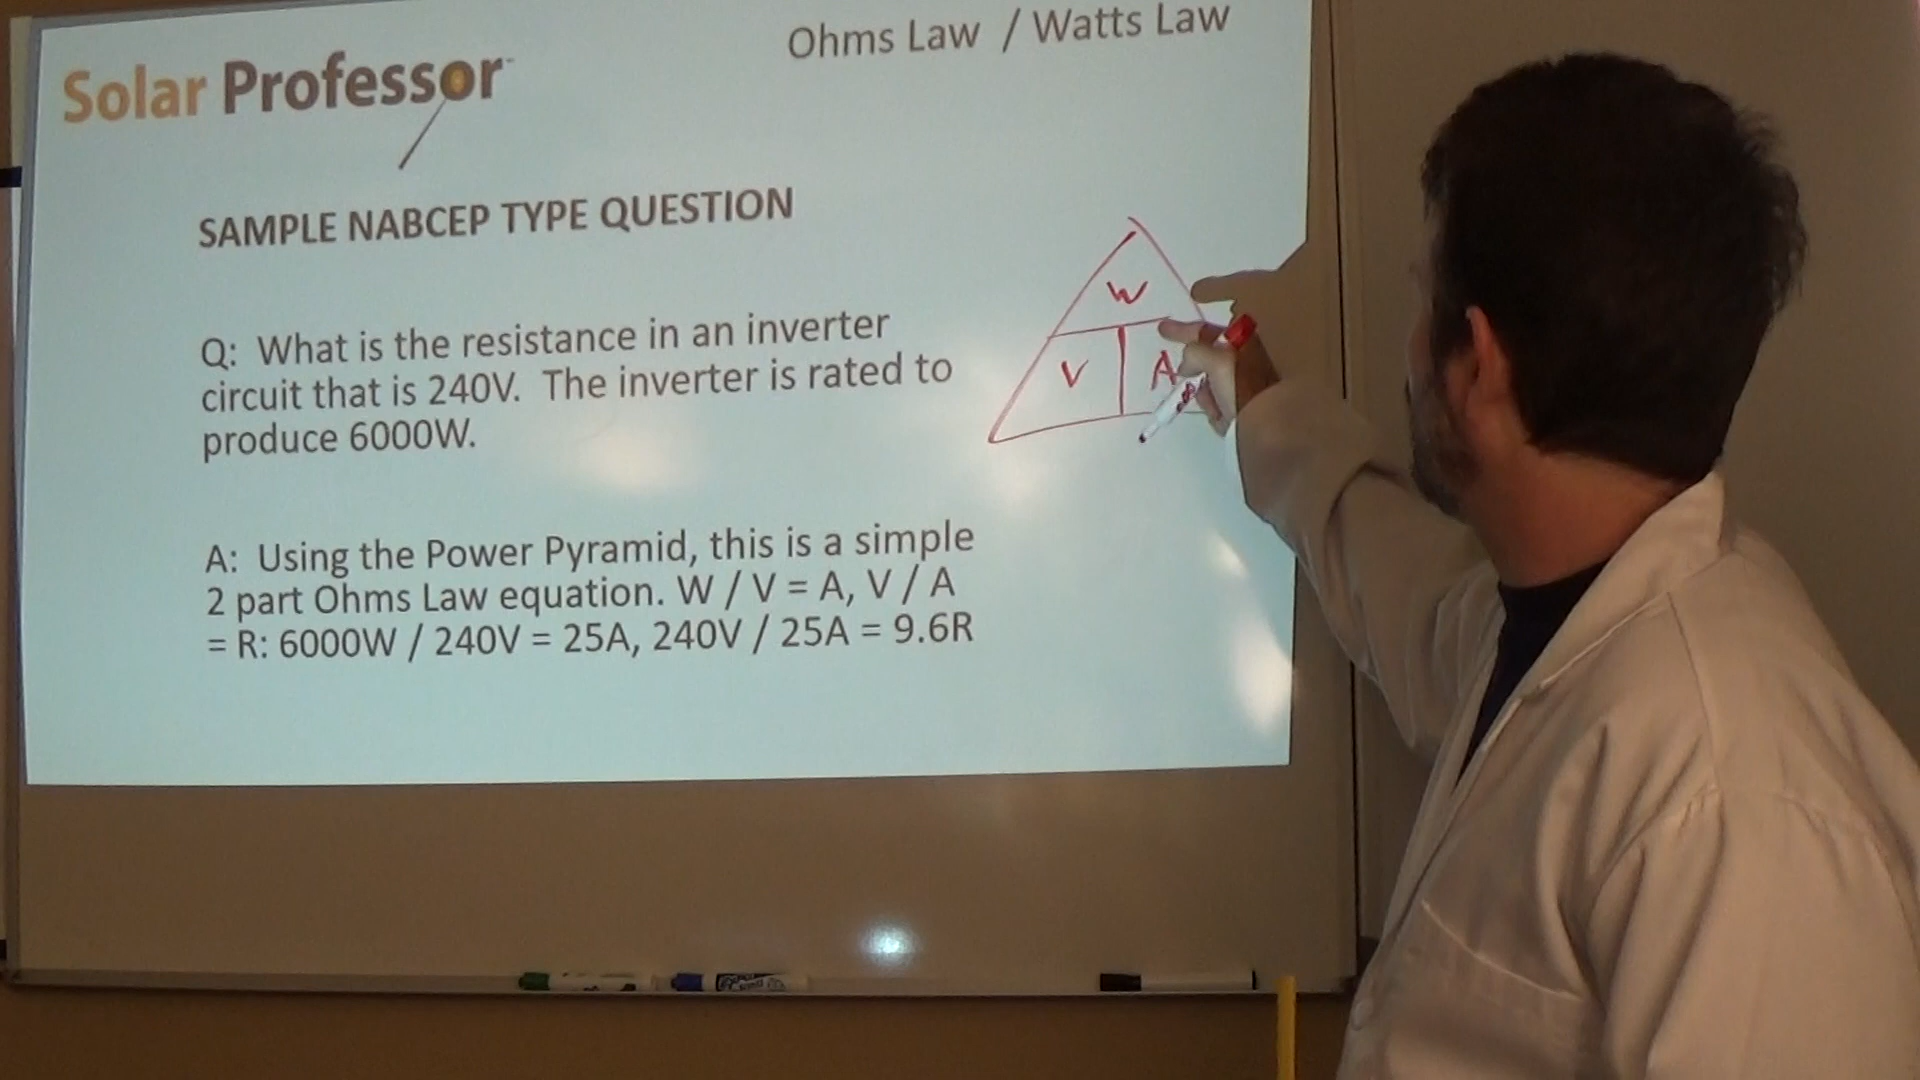 Ohms Law / Watts Law
Solar Professor
SAMPLE NABCEP TYPE QUESTION
Q: What is the resistance in an inverter
circuit that is 240V. The inverter is rated to
produce 6000W.
W
V A
A: Using the Power Pyramid, this is a simple
2 part Ohms Law equation. W / V = A, V / A
= R: 6000W / 240V = 25A, 240V / 25A = 9.6R